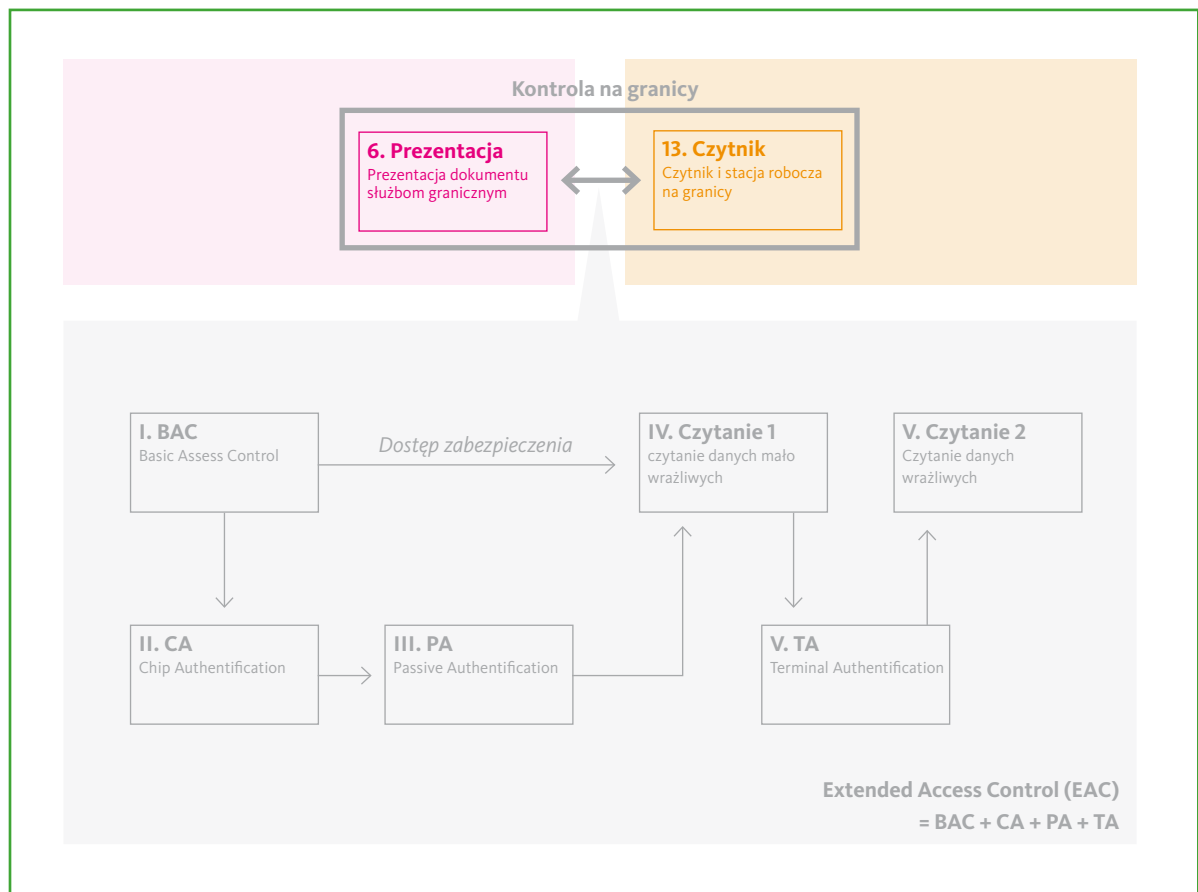 Kontrola na granicy
6. Prezentacja
Prezentacja dokumentu
służbom granicznym
13. Czytnik
Czytnik i stacja robocza
na granicy
I. BAC
Basic Assess Control
Dostęp zabezpieczenia
IV. Czytanie 1
czytanie danych mało
wrażliwych
V. Czytanie 2
Czytanie danych
wrażliwych
II. CA
Chip Authentification
III. PA
Passive Authentification
V. TA
Terminal Authentification
Extended Access Control (EAC)
= BAC + CA + PA + TA